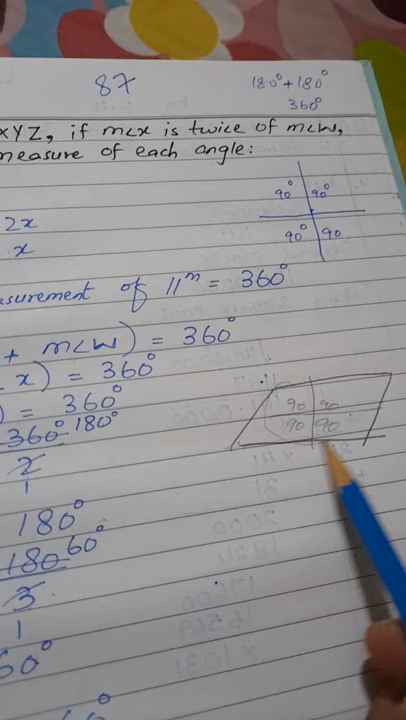 87
180° + 180°
360°
XYZ, if m∠x is twice of m∠w,
measure of each angle:
90° 90°
90° 90
2x
x
asurement of ||ᵐ = 360°
+ m∠w) = 360°
x) = 360°
) = 360°
360° 180°
2
1
90 90
90 90
180°
180 60°
3
1
60°